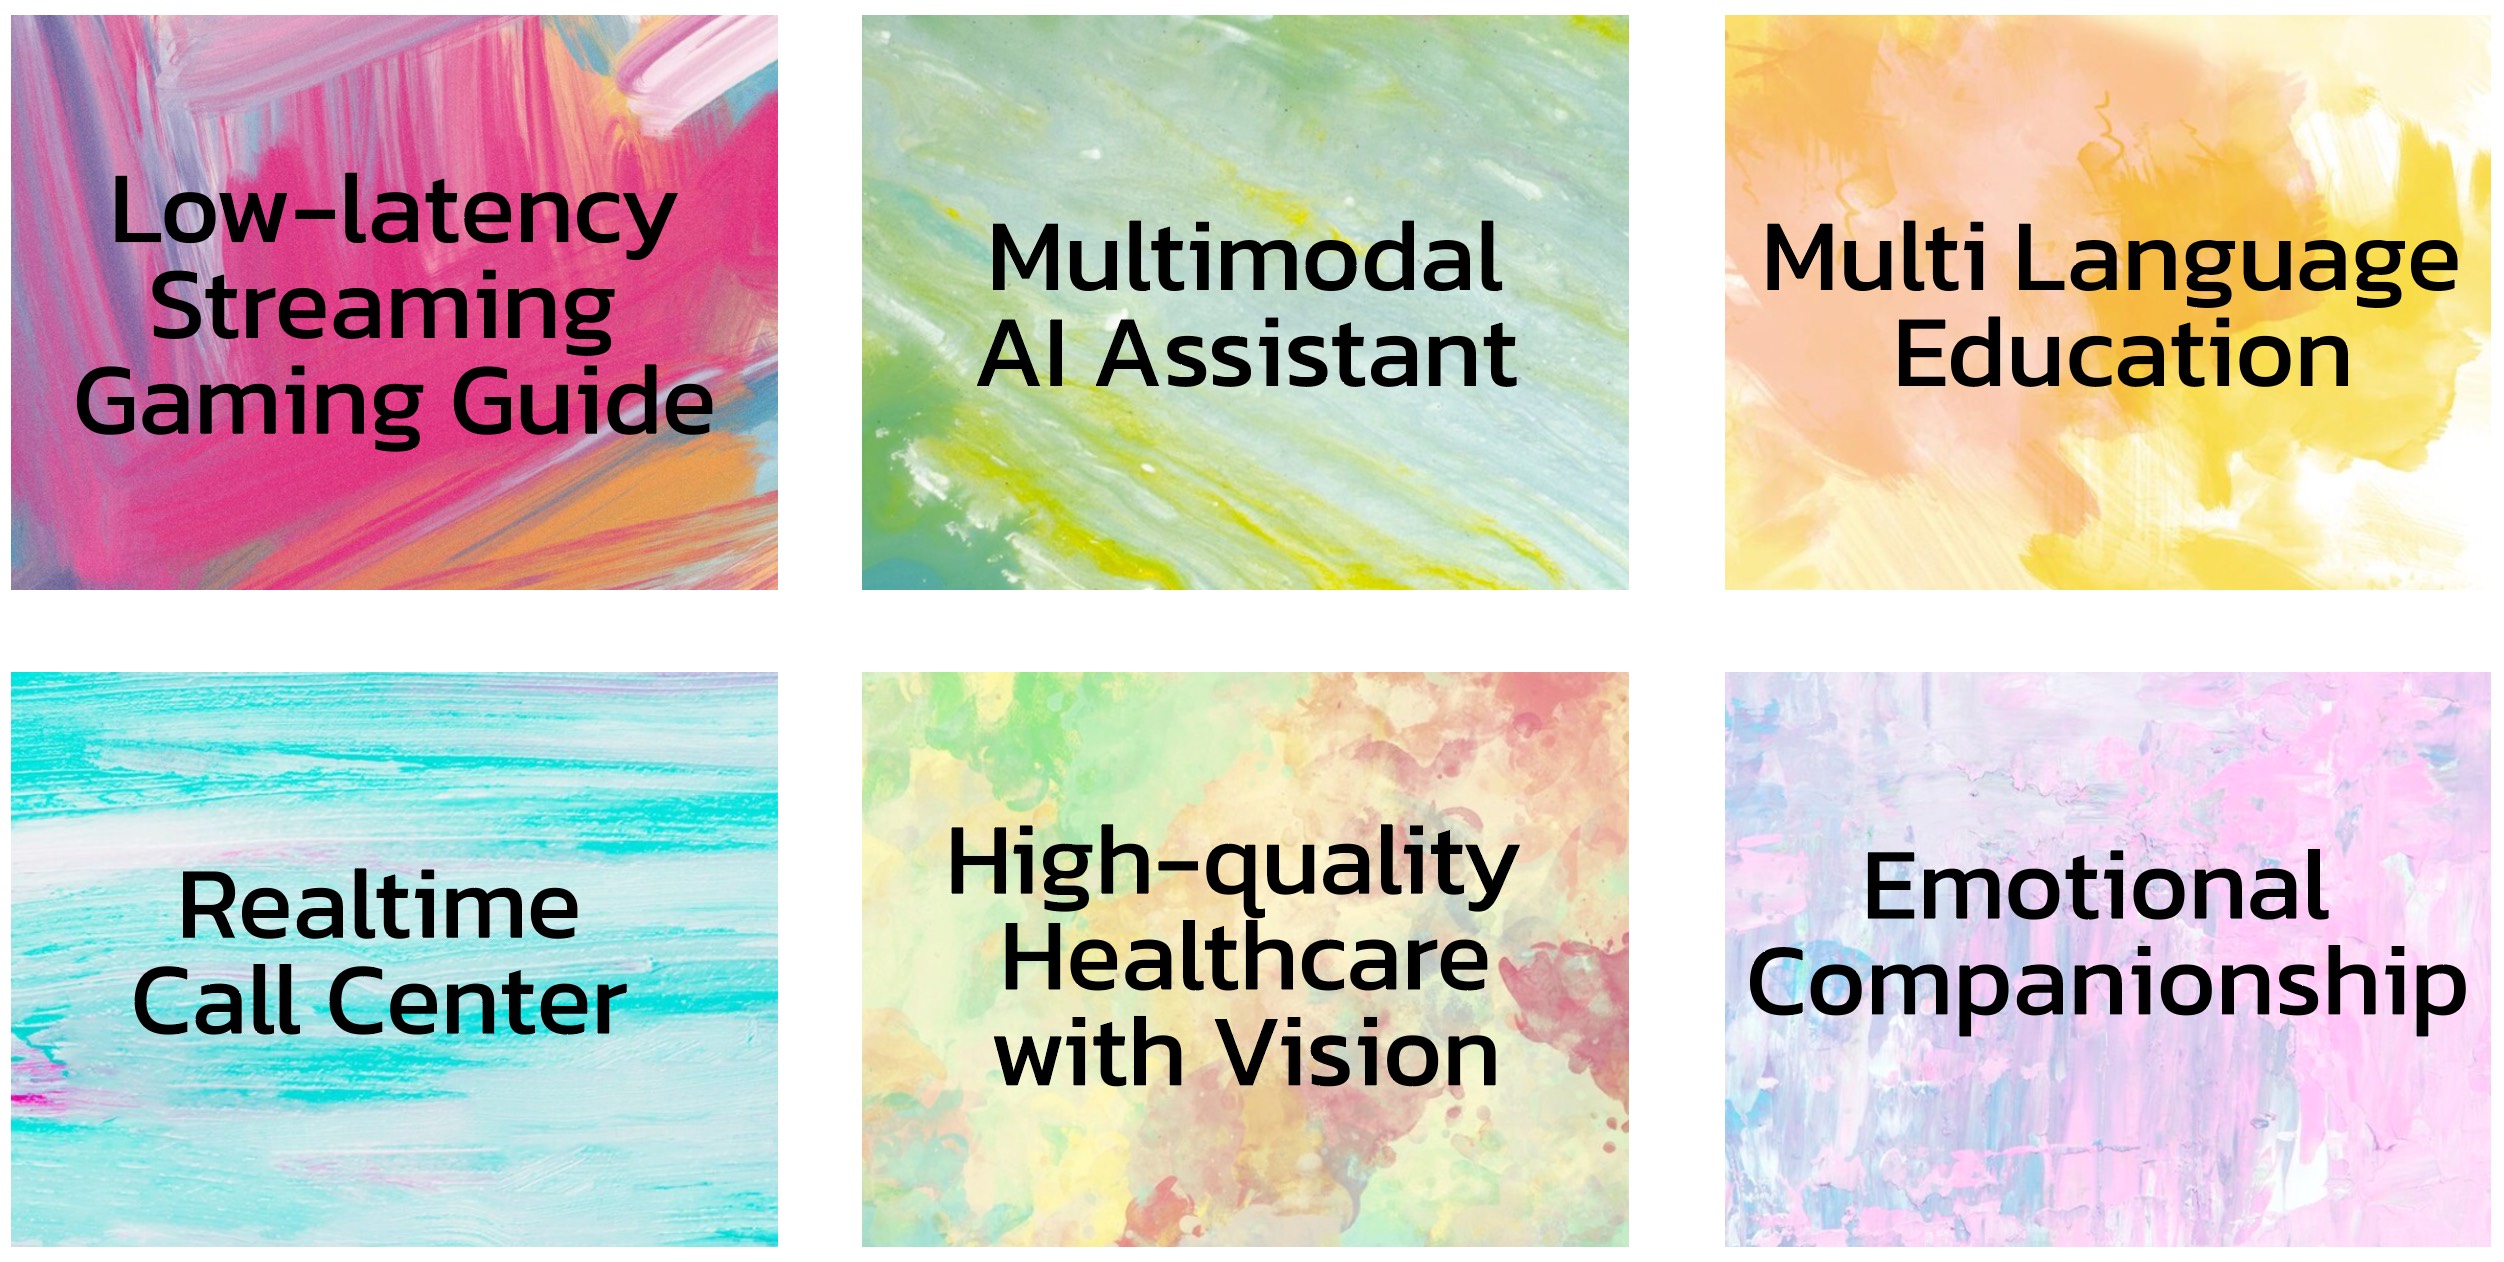 Low-latency
Streaming
Gaming Guide
Multimodal
AI Assistant
Multi Language
Education
Realtime
Call Center
High-quality
Healthcare
with Vision
Emotional
Companionship